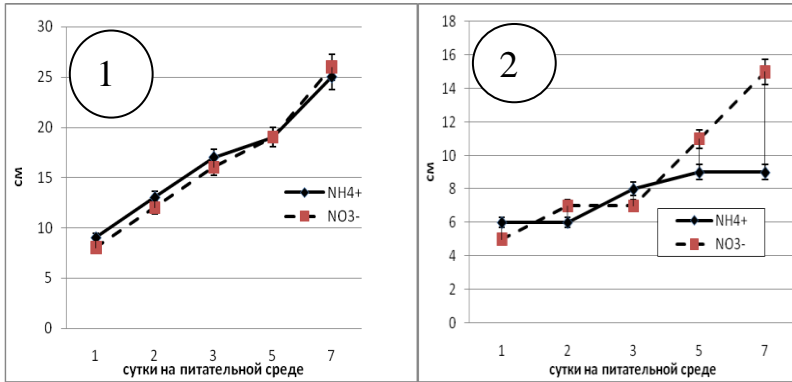 1
30
25
20
15
10
5
0
см
NH4+
NO3-
1 2 3 5 7
сутки на питательной среде
2
18
16
14
12
10
8
6
4
2
0
см
NH4+
NO3-
1 2 3 5 7
сутки на питательной среде